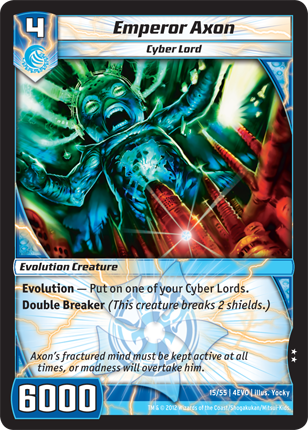 4
Emperor Axon
Cyber Lord
Evolution Creature
Evolution — Put on one of your Cyber Lords.
Double Breaker (This creature breaks 2 shields.)
Axon's fractured mind must be kept active at all
times, or madness will overtake him.
6000
15/55 | 4EVO | illus. Yocky
TM & © 2012 Wizards of the Coast/Shogakukan/Mitsui-Kids.